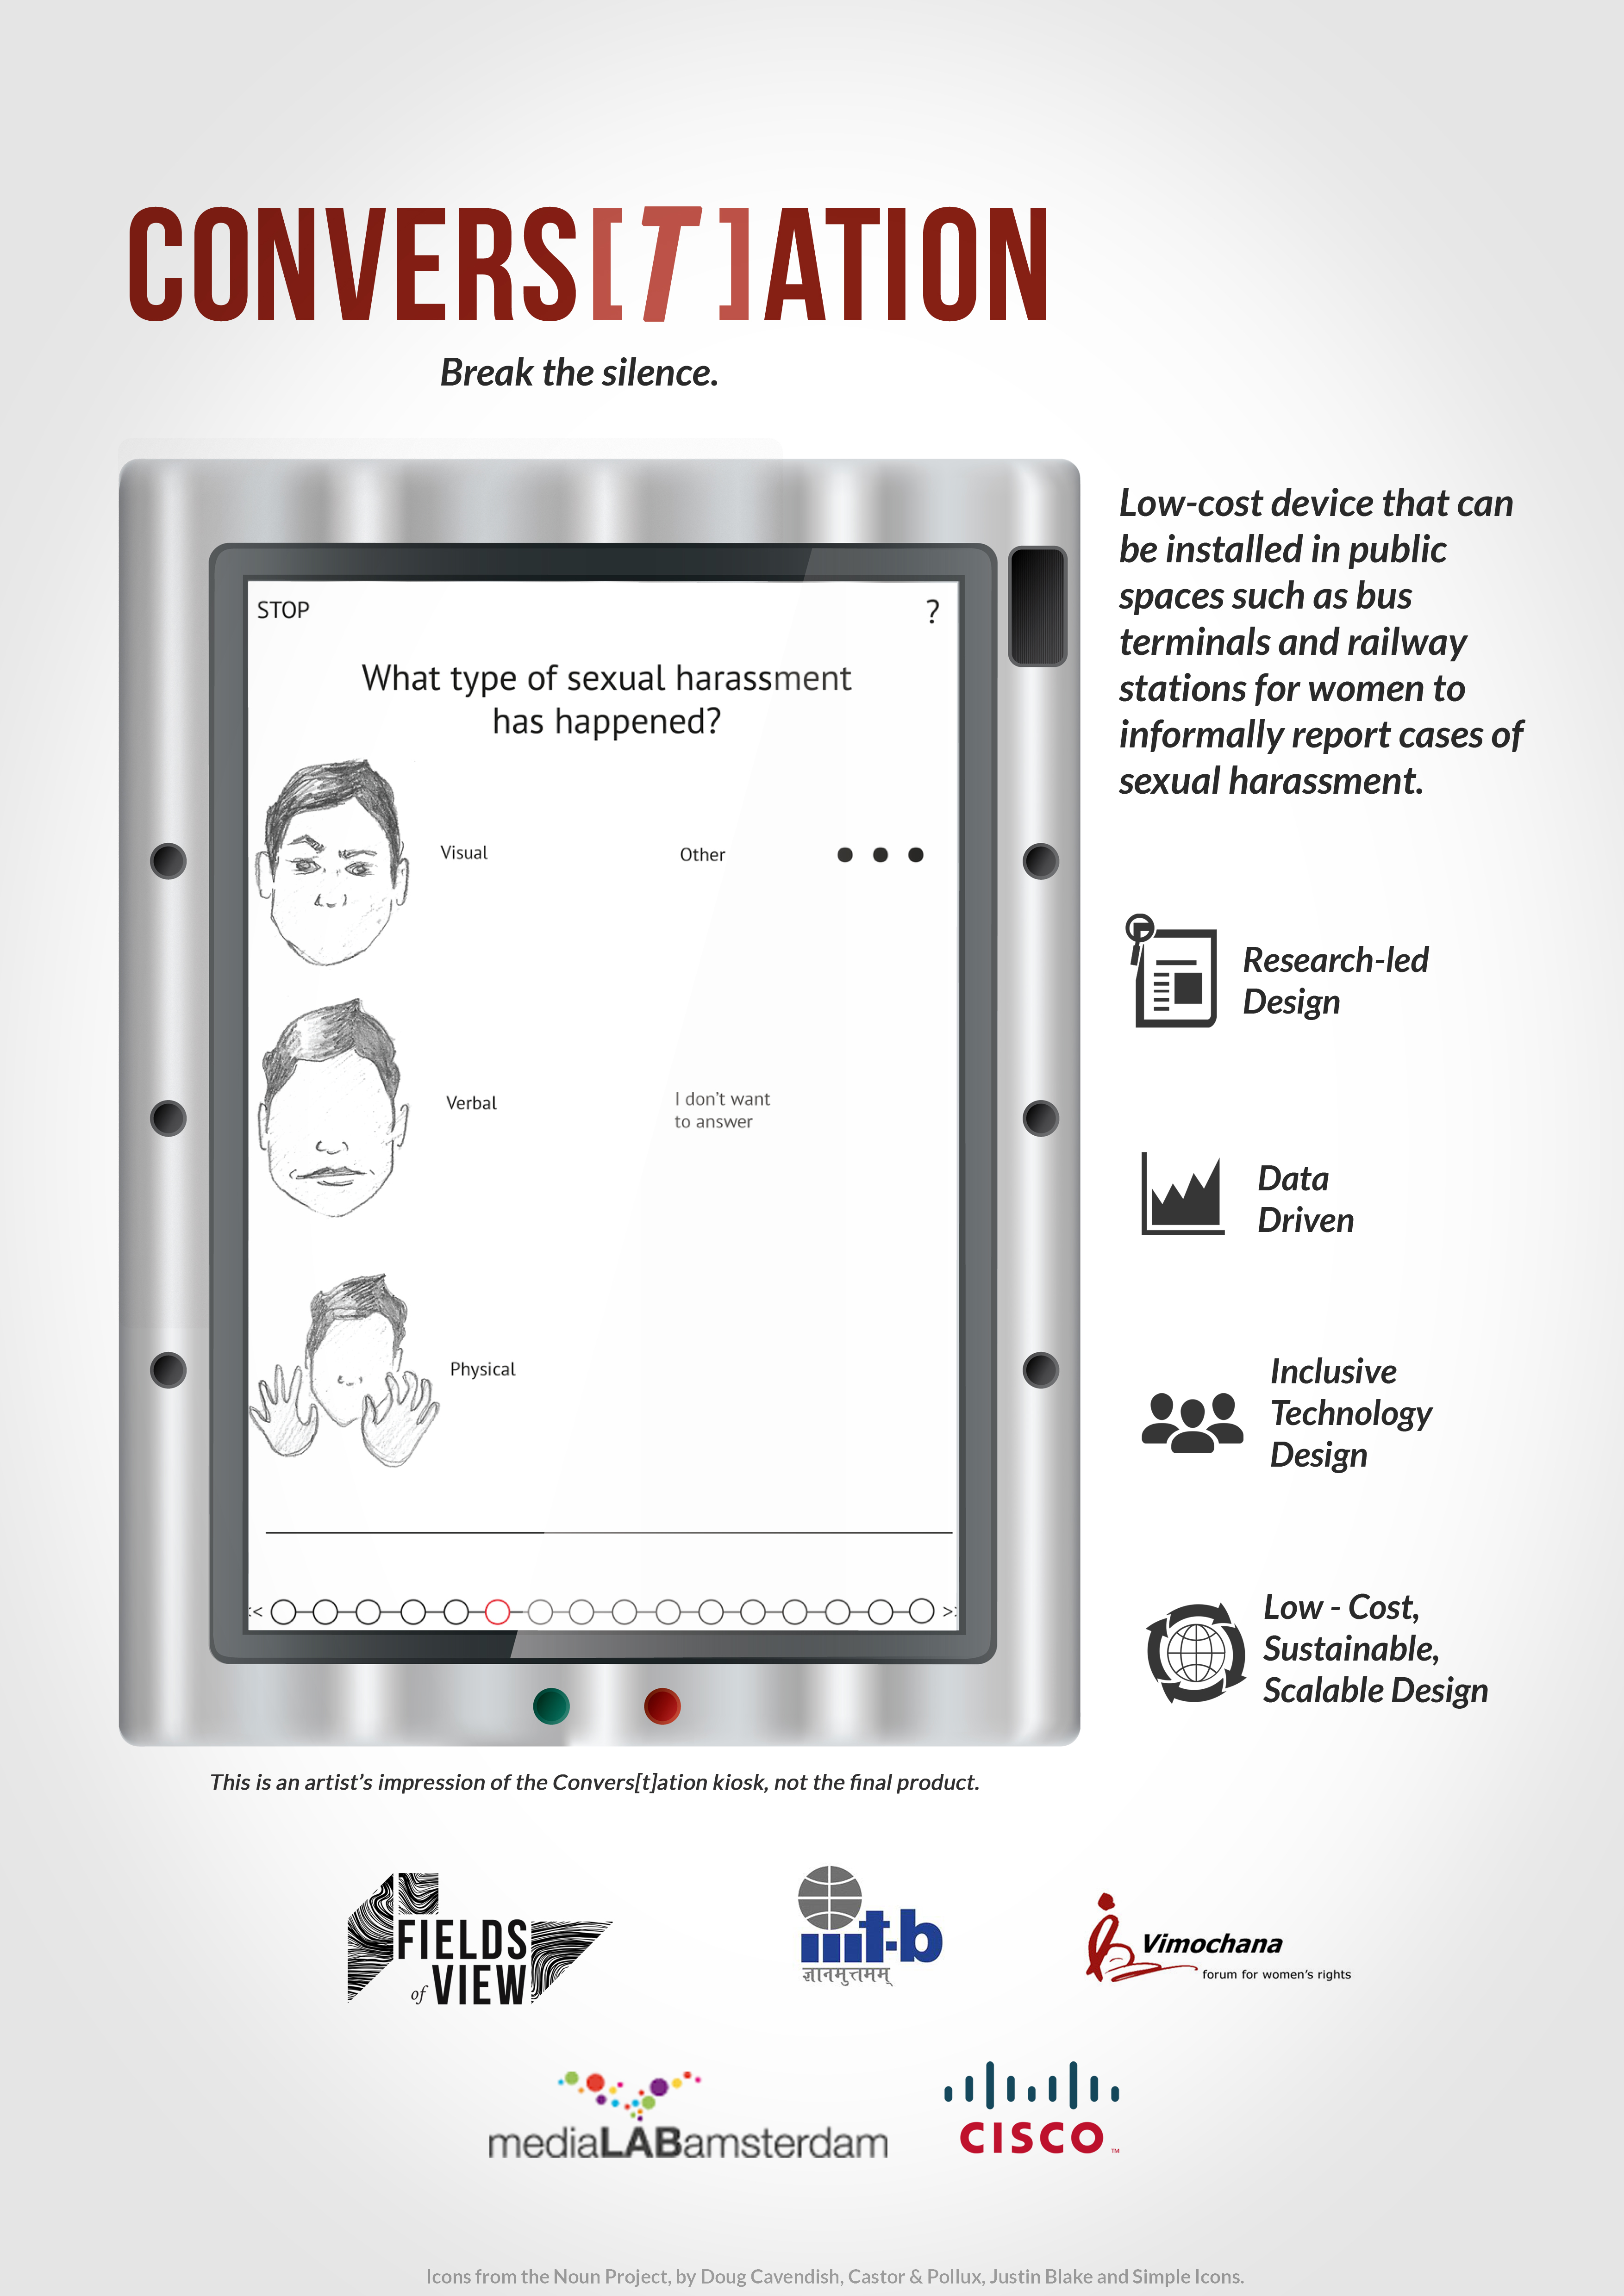 CONVERS[T]ATION
Break the silence.
Low-cost device that can
be installed in public
spaces such as bus
terminals and railway
stations for women to
informally report cases of
sexual harassment.
STOP
?
What type of sexual harassment
has happened?
Visual
Other
Verbal
I don't want
to answer
Physical
<<
>>
Research-led
Design
Data
Driven
Inclusive
Technology
Design
Low - Cost,
Sustainable,
Scalable Design
This is an artist's impression of the Convers[t]ation kiosk, not the final product.
FIELDS
of VIEW
iiit-b
ज्ञानमुत्तमम्
Vimochana
forum for women's rights
mediaLABamsterdam
CISCO™
Icons from the Noun Project, by Doug Cavendish, Castor & Pollux, Justin Blake and Simple Icons.